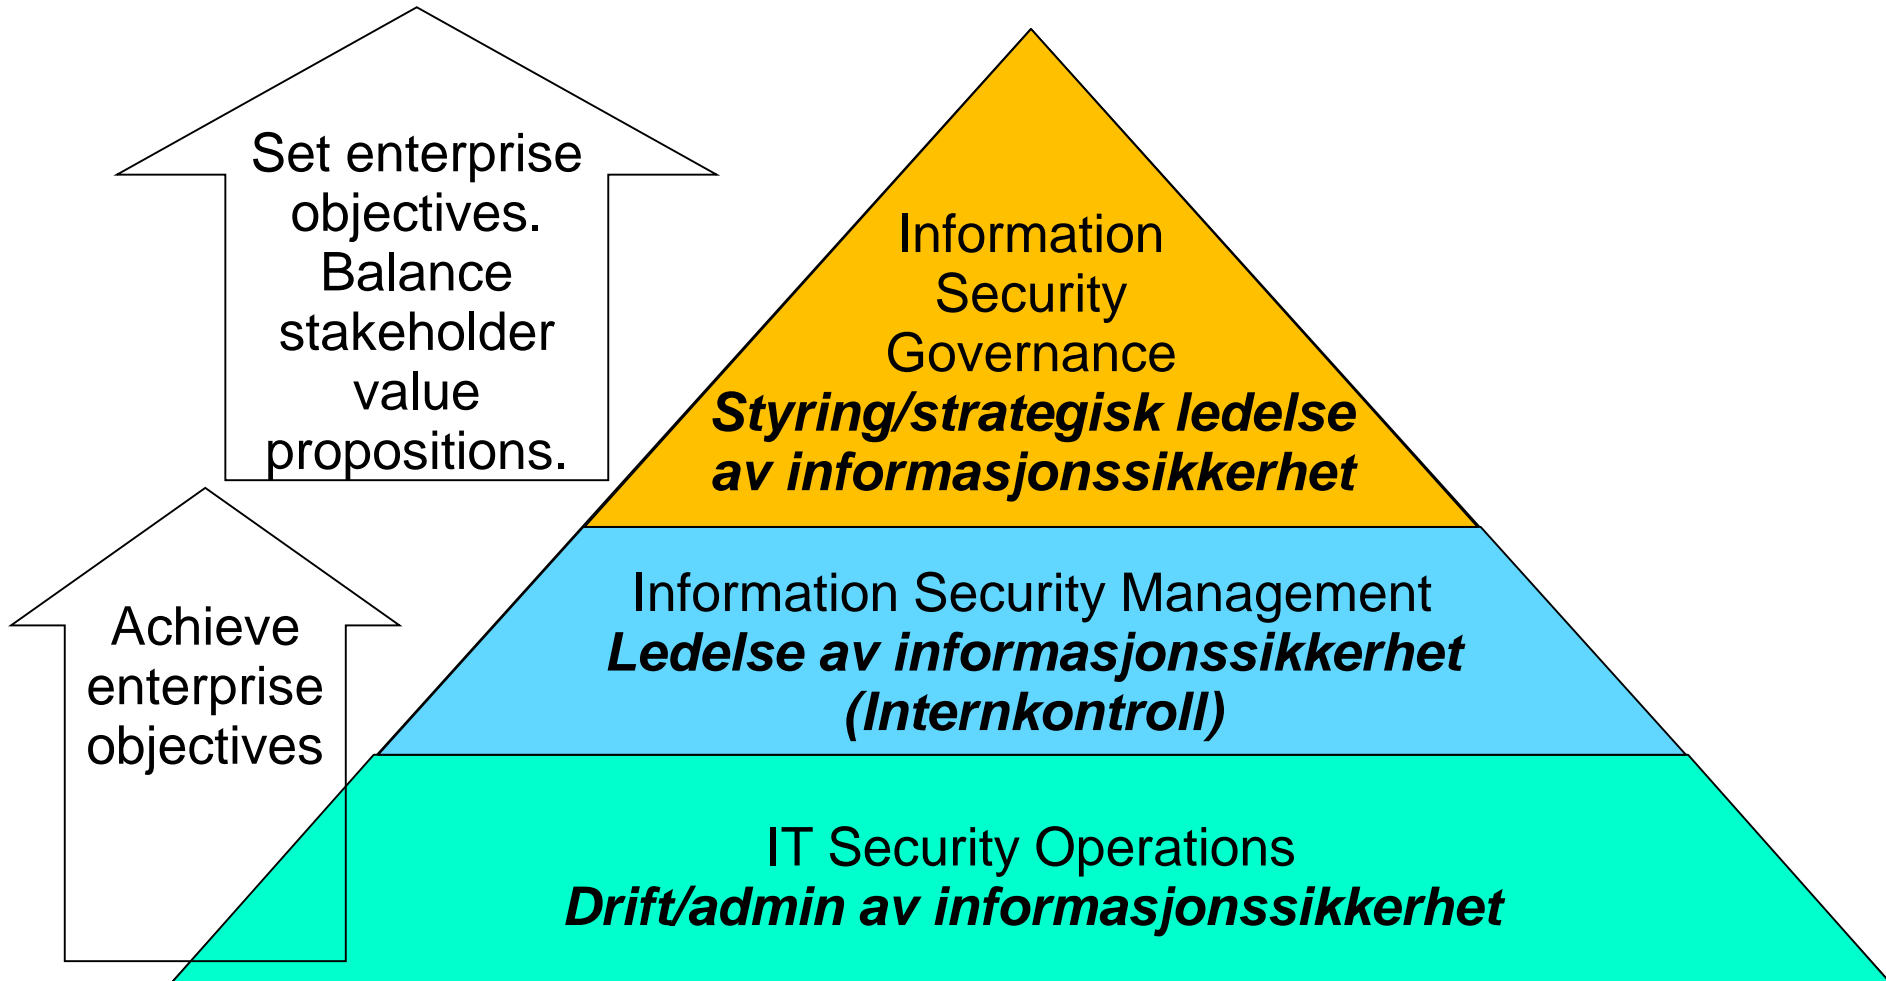 Set enterprise
objectives.
Balance
stakeholder
value
propositions.
Achieve
enterprise
objectives
Information
Security
Governance
Styring/strategisk ledelse
av informasjonssikkerhet
Information Security Management
Ledelse av informasjonssikkerhet
(Internkontroll)
IT Security Operations
Drift/admin av informasjonssikkerhet